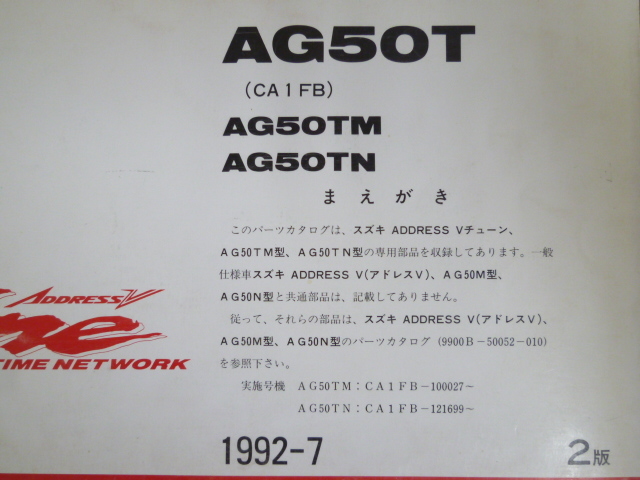 AG50T
(CA1FB)
AG50TM
AG50TN
まえがき
このパーツカタログは、スズキ ADDRESS Vチューン、
AG50TM型、AG50TN型の専用部品を収録してあります。一般
仕様車スズキ ADDRESS V(アドレスV)、AG50M型、
AG50N型と共通部品は、記載してありません。
従って、それらの部品は、スズキ ADDRESS V(アドレスV)、
AG50M型、AG50N型のパーツカタログ(9900B-50052-010)
を参照下さい。
実施号機 AG50TM:CA1FB-100027~
AG50TN:CA1FB-121699~
ADDRESS V
TIME NETWORK
1992-7
2版